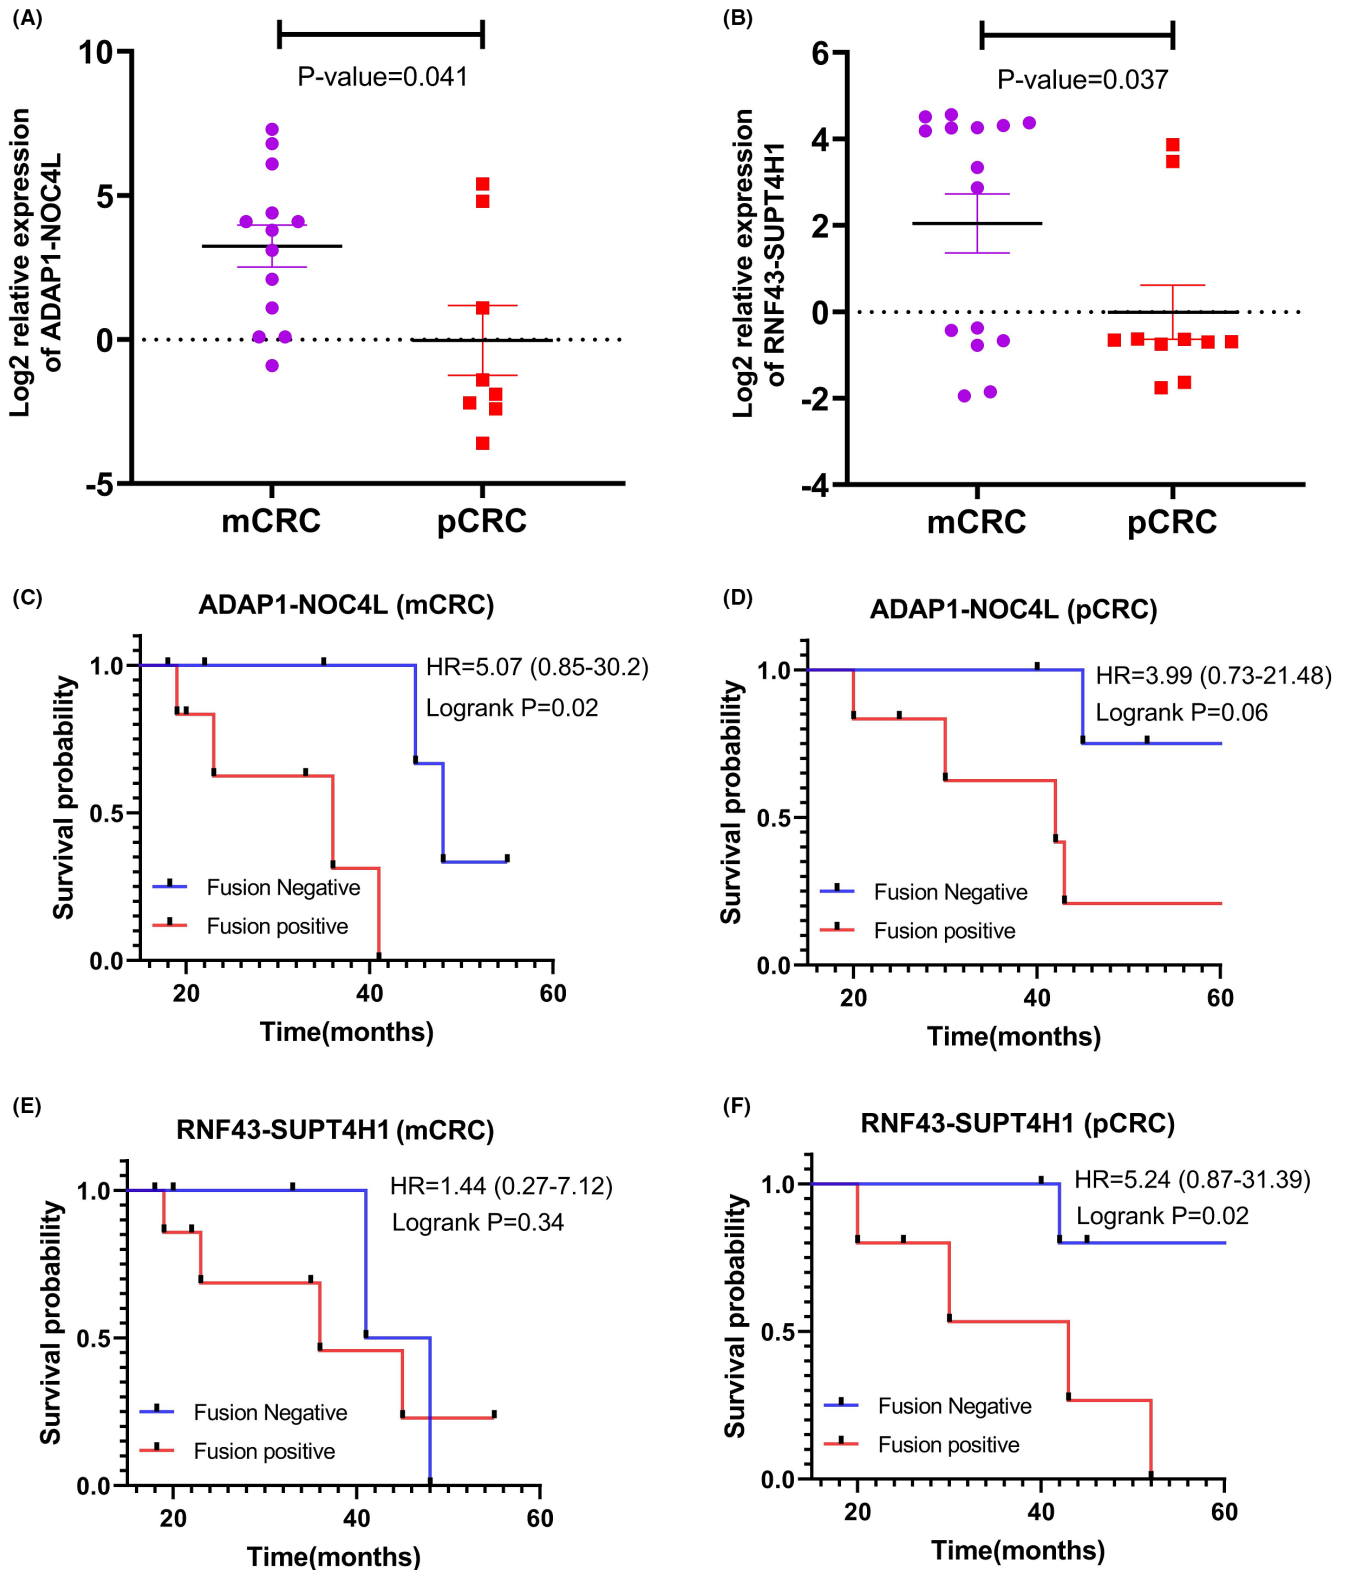 (A)
P-value=0.041
Log2 relative expression
of ADAP1-NOC4L
10
5
0
-5
mCRC
pCRC
(B)
P-value=0.037
Log2 relative expression
of RNF43-SUPT4H1
6
4
2
0
-2
-4
mCRC
pCRC
(C)
ADAP1-NOC4L (mCRC)
HR=5.07 (0.85-30.2)
Logrank P=0.02
Survival probability
1.0
0.5
0.0
Fusion Negative
Fusion positive
20
40
60
Time(months)
(D)
ADAP1-NOC4L (pCRC)
HR=3.99 (0.73-21.48)
Logrank P=0.06
Survival probability
1.0
0.5
0.0
Fusion Negative
Fusion positive
20
40
60
Time(months)
(E)
RNF43-SUPT4H1 (mCRC)
HR=1.44 (0.27-7.12)
Logrank P=0.34
Survival probability
1.0
0.5
0.0
Fusion Negative
Fusion positive
20
40
60
Time(months)
(F)
RNF43-SUPT4H1 (pCRC)
HR=5.24 (0.87-31.39)
Logrank P=0.02
Survival probability
1.0
0.5
0.0
Fusion Negative
Fusion positive
20
40
60
Time(months)